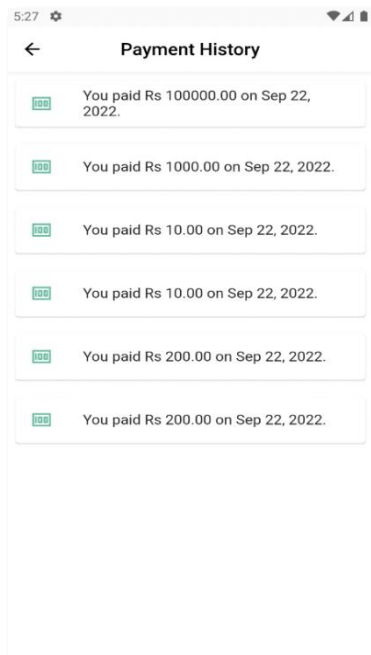 5:27
Payment History
You paid Rs 100000.00 on Sep 22,
2022.
You paid Rs 1000.00 on Sep 22, 2022.
You paid Rs 10.00 on Sep 22, 2022.
You paid Rs 10.00 on Sep 22, 2022.
You paid Rs 200.00 on Sep 22, 2022.
You paid Rs 200.00 on Sep 22, 2022.